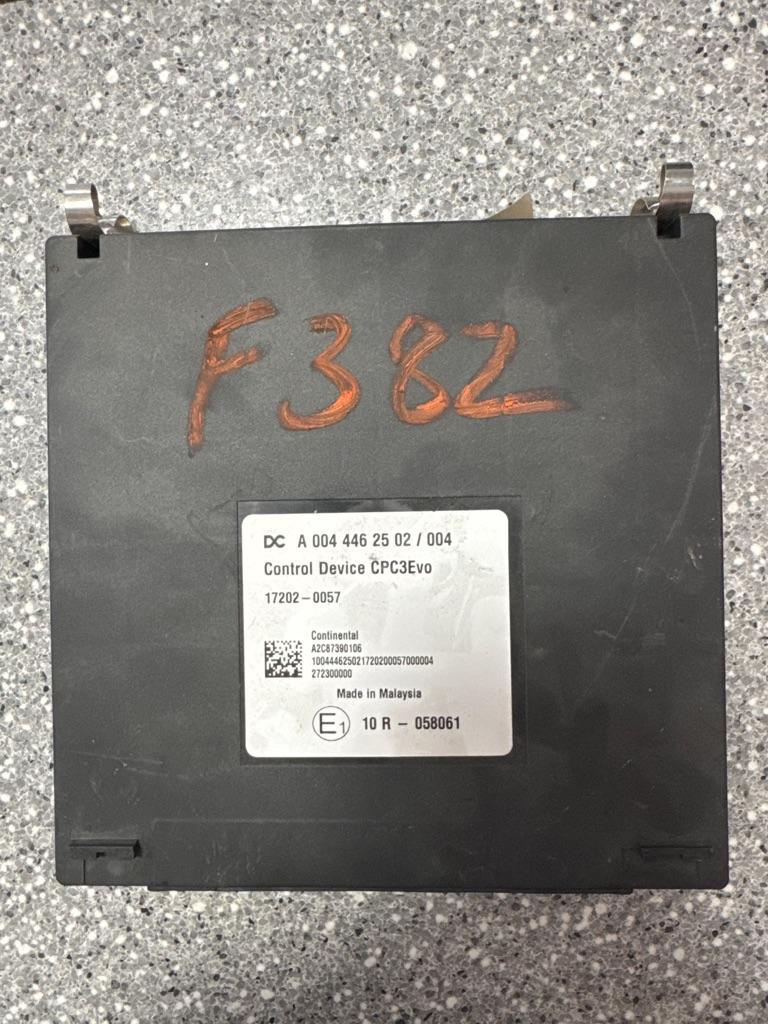 F382
DC A 004 446 25 02 / 004
Control Device CPC3Evo
17202-0057
Continental
A2C87390106
100444625021720200057000004
272300000
Made in Malaysia
E1 10 R - 058061